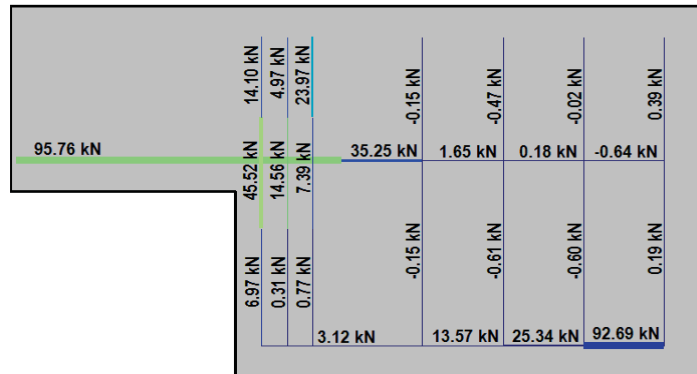 14.10 kN
4.97 kN
23.97 kN
-0.15 kN
-0.47 kN
-0.02 kN
0.39 kN
95.76 kN
35.25 kN
1.65 kN
0.18 kN
-0.64 kN
45.52 kN
14.56 kN
7.39 kN
6.97 kN
0.31 kN
0.77 kN
-0.15 kN
-0.61 kN
-0.60 kN
0.19 kN
3.12 kN
13.57 kN
25.34 kN
92.69 kN